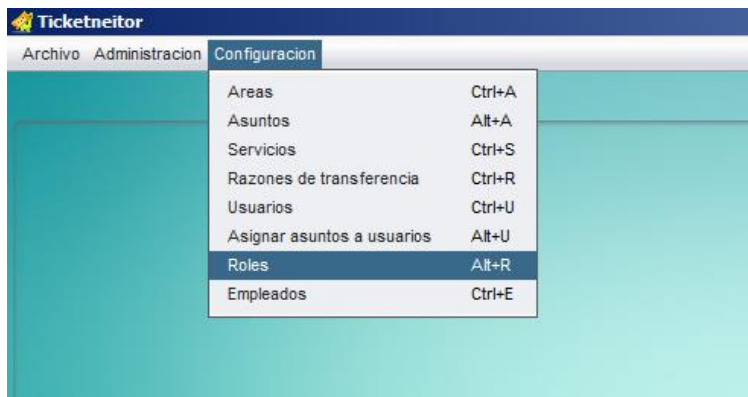 Ticketneitor
Archivo Administracion Configuracion
Areas Ctrl+A
Asuntos Alt+A
Servicios Ctrl+S
Razones de transferencia Ctrl+R
Usuarios Ctrl+U
Asignar asuntos a usuarios Alt+U
Roles Alt+R
Empleados Ctrl+E